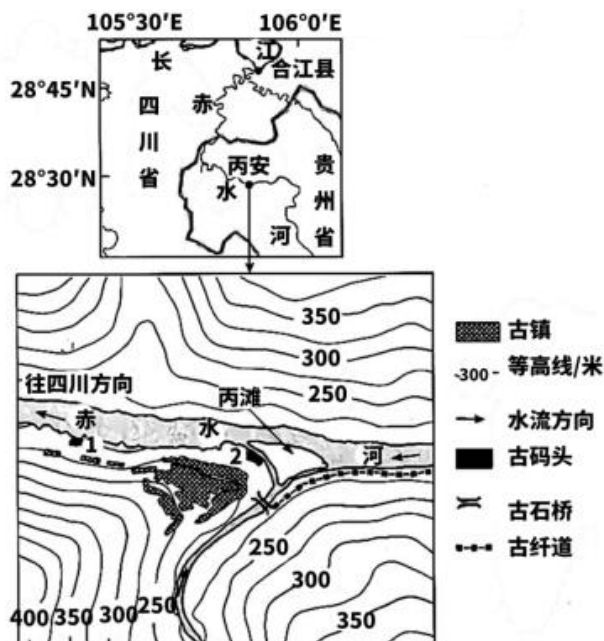 105°30′E 106°0′E
长 江
合江县
28°45′N
四川省
赤
28°30′N
丙安
水
河
贵州省
350
300
250
往四川方向
丙滩
赤 水 河
1
2
250
300
350
400 350 300 250
古镇
-300- 等高线/米
水流方向
古码头
古石桥
古纤道